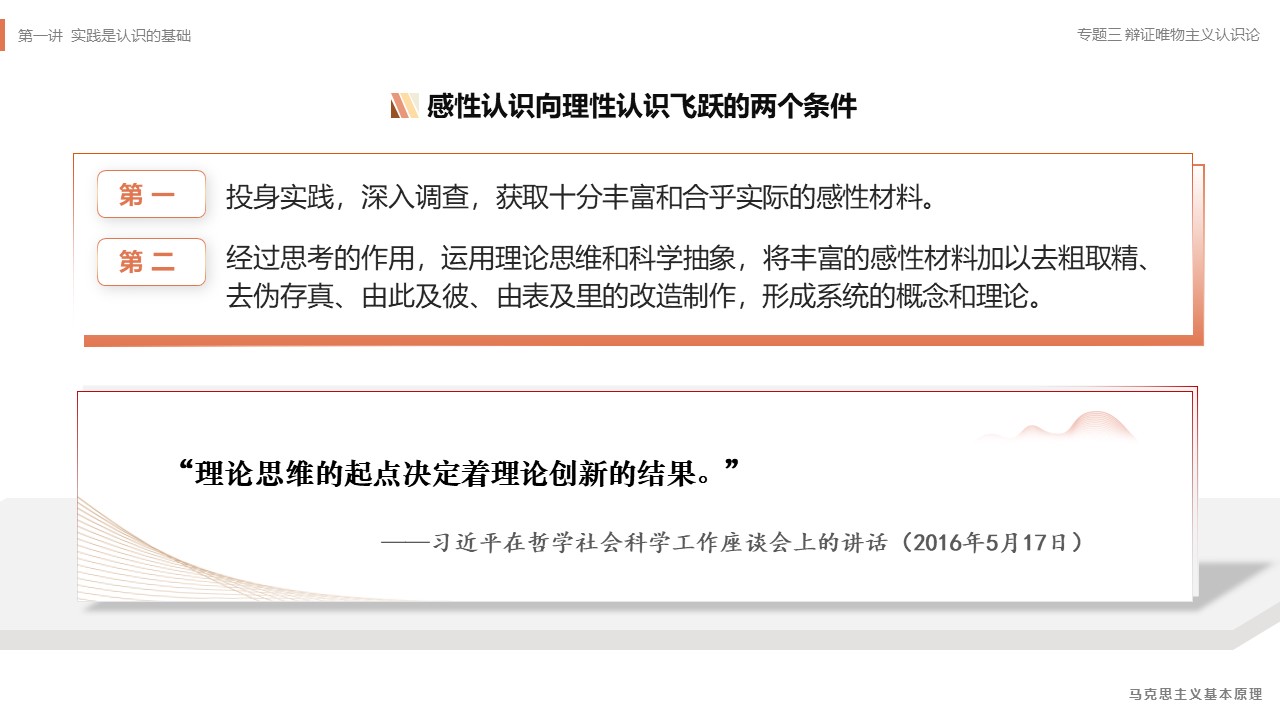 第一讲 实践是认识的基础
专题三 辩证唯物主义认识论
感性认识向理性认识飞跃的两个条件
第一
投身实践，深入调查，获取十分丰富和合乎实际的感性材料。
第二
经过思考的作用，运用理论思维和科学抽象，将丰富的感性材料加以去粗取精、
去伪存真、由此及彼、由表及里的改造制作，形成系统的概念和理论。
“理论思维的起点决定着理论创新的结果。”
——习近平在哲学社会科学工作座谈会上的讲话（2016年5月17日）
马克思主义基本原理